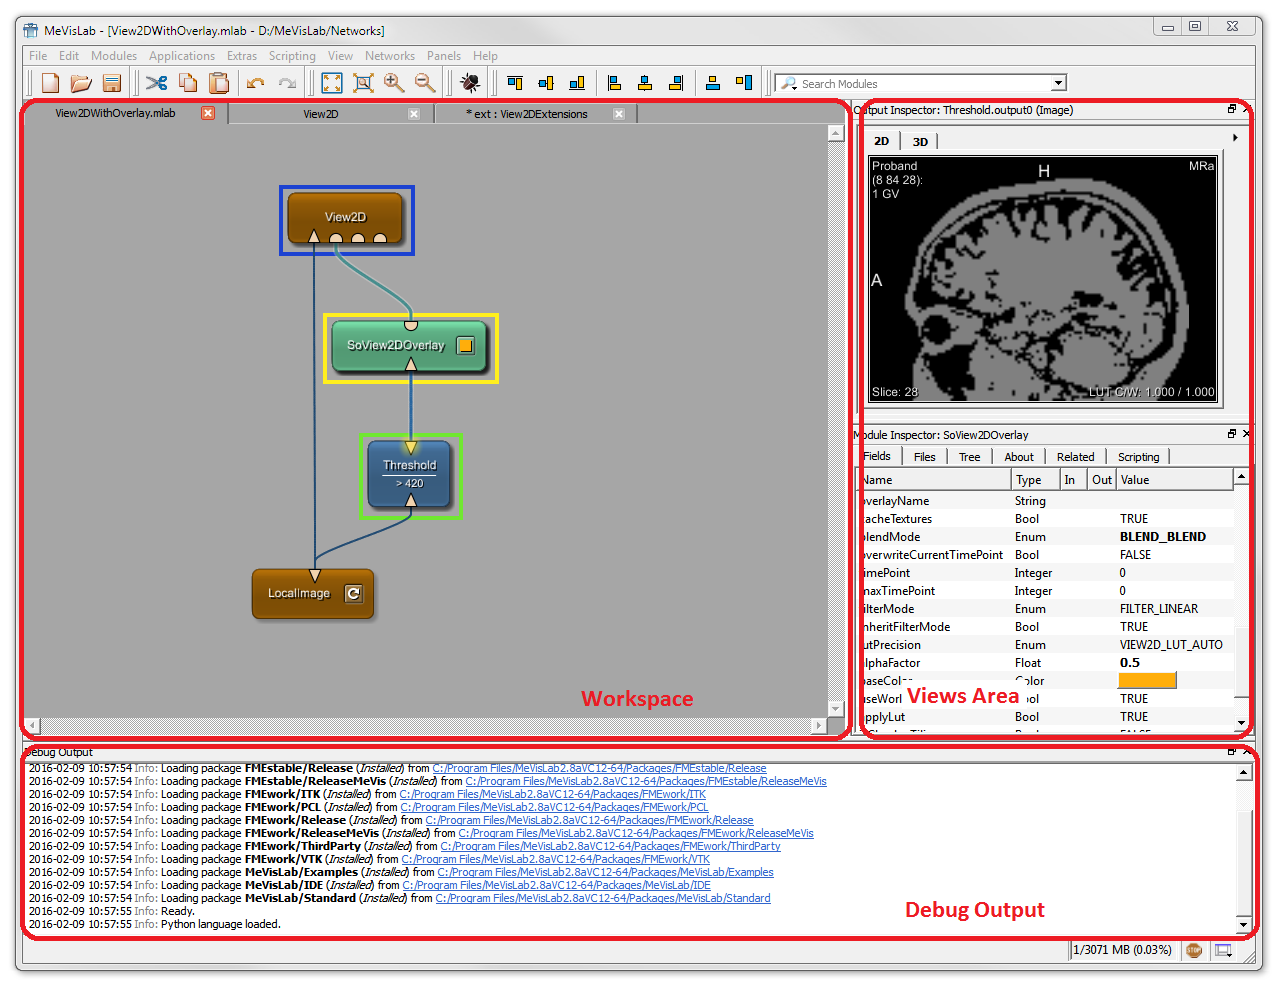 MeVisLab - [View2DWithOverlay.mlab - D:/MeVisLab/Networks]
File Edit Modules Applications Extras Scripting View Networks Panels Help
Search Modules
View2DWithOverlay.mlab View2D * ext : View2DExtensions
View2D
SoView2DOverlay
Threshold
> 420
LocalImage
Workspace
Output Inspector: Threshold.output0 (Image)
2D 3D
Proband
(8 84 28):
1 GV
H
MRa
A
Slice: 28
LUT C/W: 1.000 / 1.000
Module Inspector: SoView2DOverlay
Fields Files Tree About Related Scripting
Name Type In Out Value
overlayName String
cacheTextures Bool TRUE
blendMode Enum BLEND_BLEND
overwriteCurrentTimePoint Bool FALSE
timePoint Integer 0
maxTimePoint Integer 0
filterMode Enum FILTER_LINEAR
inheritFilterMode Bool TRUE
lutPrecision Enum VIEW2D_LUT_AUTO
alphaFactor Float 0.5
baseColor Color
useWorl Bool TRUE
applyLut Bool TRUE
Views Area
Debug Output
2016-02-09 10:57:54 Info: Loading package FMEstable/Release (Installed) from C:/Program Files/MeVisLab2.8aVC12-64/Packages/FMEstable/Release
2016-02-09 10:57:54 Info: Loading package FMEstable/ReleaseMeVis (Installed) from C:/Program Files/MeVisLab2.8aVC12-64/Packages/FMEstable/ReleaseMeVis
2016-02-09 10:57:54 Info: Loading package FMEwork/ITK (Installed) from C:/Program Files/MeVisLab2.8aVC12-64/Packages/FMEwork/ITK
2016-02-09 10:57:54 Info: Loading package FMEwork/PCL (Installed) from C:/Program Files/MeVisLab2.8aVC12-64/Packages/FMEwork/PCL
2016-02-09 10:57:54 Info: Loading package FMEwork/Release (Installed) from C:/Program Files/MeVisLab2.8aVC12-64/Packages/FMEwork/Release
2016-02-09 10:57:54 Info: Loading package FMEwork/ReleaseMeVis (Installed) from C:/Program Files/MeVisLab2.8aVC12-64/Packages/FMEwork/ReleaseMeVis
2016-02-09 10:57:54 Info: Loading package FMEwork/ThirdParty (Installed) from C:/Program Files/MeVisLab2.8aVC12-64/Packages/FMEwork/ThirdParty
2016-02-09 10:57:54 Info: Loading package FMEwork/VTK (Installed) from C:/Program Files/MeVisLab2.8aVC12-64/Packages/FMEwork/VTK
2016-02-09 10:57:54 Info: Loading package MeVisLab/Examples (Installed) from C:/Program Files/MeVisLab2.8aVC12-64/Packages/MeVisLab/Examples
2016-02-09 10:57:54 Info: Loading package MeVisLab/IDE (Installed) from C:/Program Files/MeVisLab2.8aVC12-64/Packages/MeVisLab/IDE
2016-02-09 10:57:54 Info: Loading package MeVisLab/Standard (Installed) from C:/Program Files/MeVisLab2.8aVC12-64/Packages/MeVisLab/Standard
2016-02-09 10:57:55 Info: Ready.
2016-02-09 10:57:55 Info: Python language loaded.
Debug Output
1/3071 MB (0.03%)
STOP